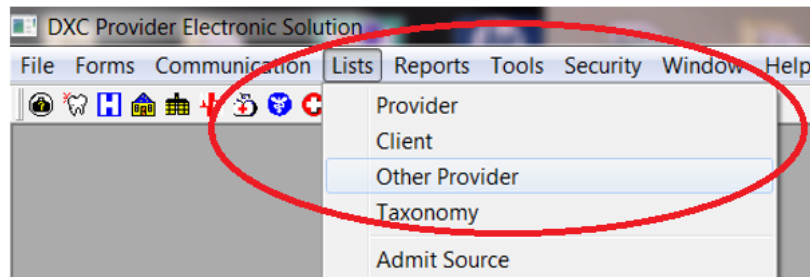 DXC Provider Electronic Solution
File Forms Communication Lists Reports Tools Security Window Help
Provider
Client
Other Provider
Taxonomy
Admit Source